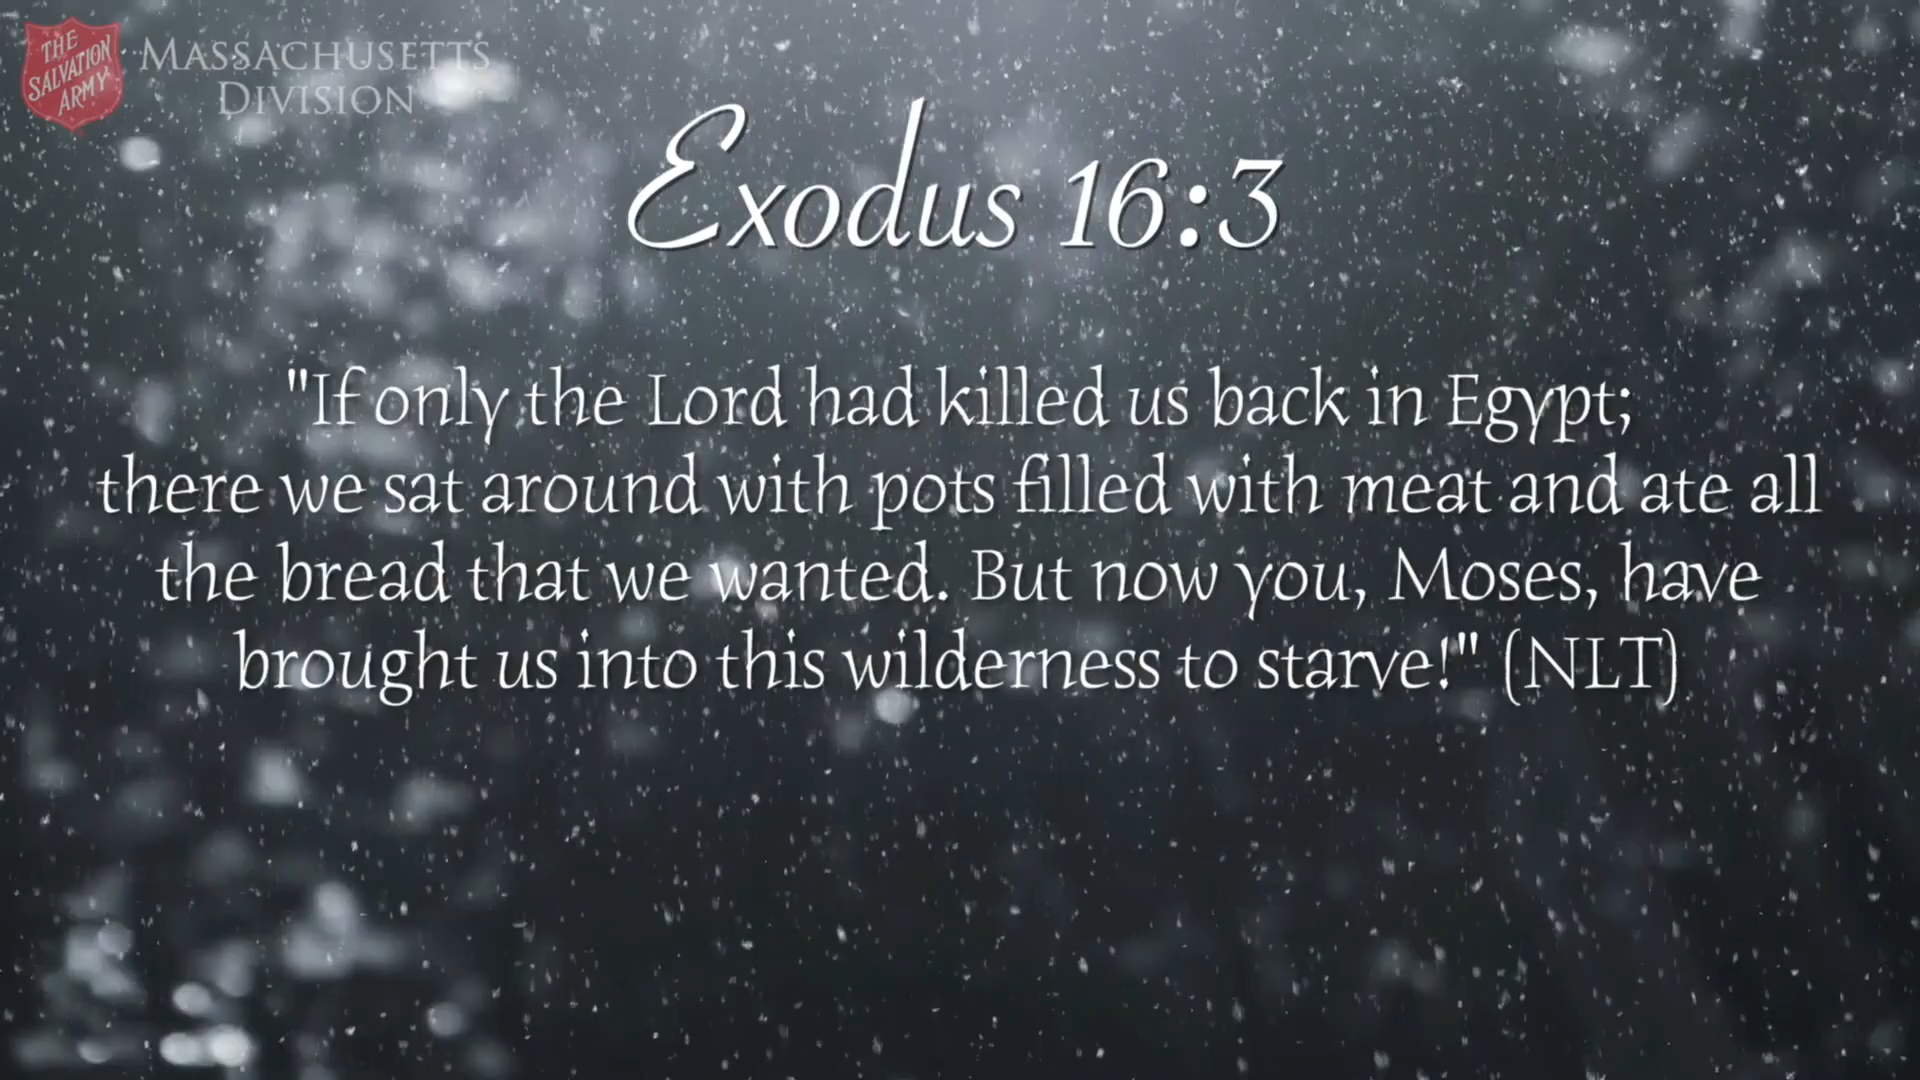 THE
SALVATION
ARMY
MASSACHUSETTS
DIVISION
Exodus 16:3
"If only the Lord had killed us back in Egypt;
there we sat around with pots filled with meat and ate all
the bread that we wanted. But now you, Moses, have
brought us into this wilderness to starve!" (NLT)